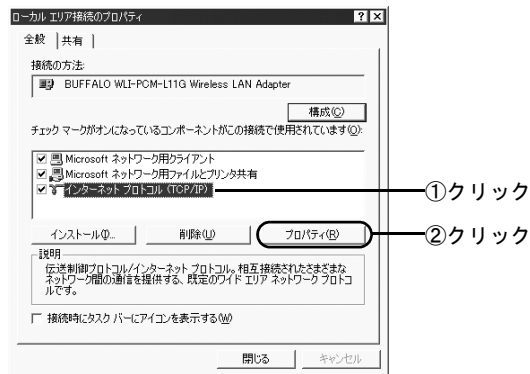 ローカル エリア接続のプロパティ
全般 共有
接続の方法:
BUFFALO WLI-PCM-L11G Wireless LAN Adapter
構成(C)
チェック マークがオンになっているコンポーネントがこの接続で使用されています(O):
Microsoft ネットワーク用クライアント
Microsoft ネットワーク用ファイルとプリンタ共有
インターネット プロトコル (TCP/IP)
①クリック
インストール(I)... 削除(U) プロパティ(R)
②クリック
説明
伝送制御プロトコル/インターネット プロトコル。相互接続されたさまざまな
ネットワーク間の通信を提供する、既定のワイド エリア ネットワーク プロトコ
ルです。
接続時にタスク バーにアイコンを表示する(W)
閉じる キャンセル